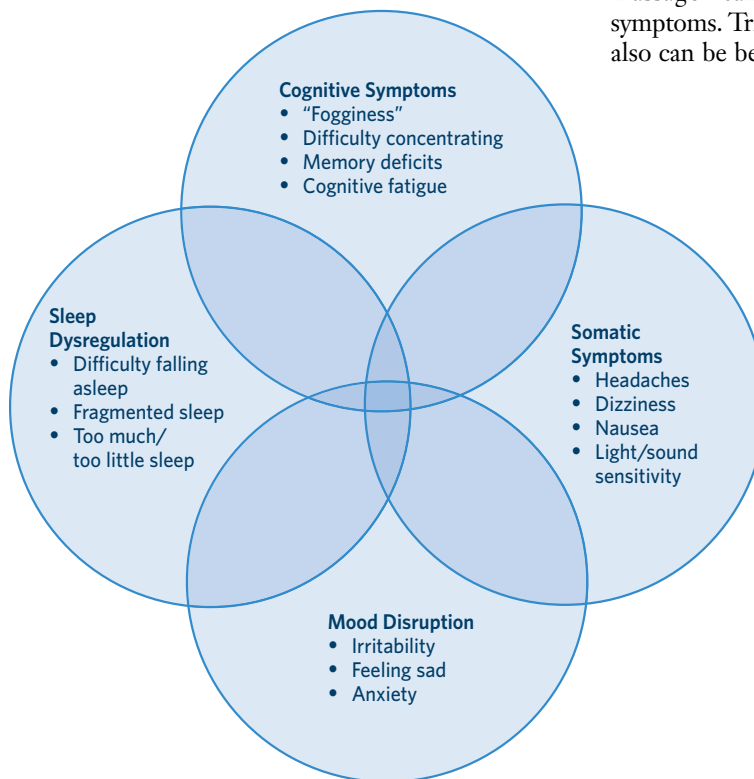 symptoms. Tr
also can be be
Cognitive Symptoms
• “Fogginess”
• Difficulty concentrating
• Memory deficits
• Cognitive fatigue
Sleep
Dysregulation
• Difficulty falling
asleep
• Fragmented sleep
• Too much/
too little sleep
Somatic
Symptoms
• Headaches
• Dizziness
• Nausea
• Light/sound
sensitivity
Mood Disruption
• Irritability
• Feeling sad
• Anxiety